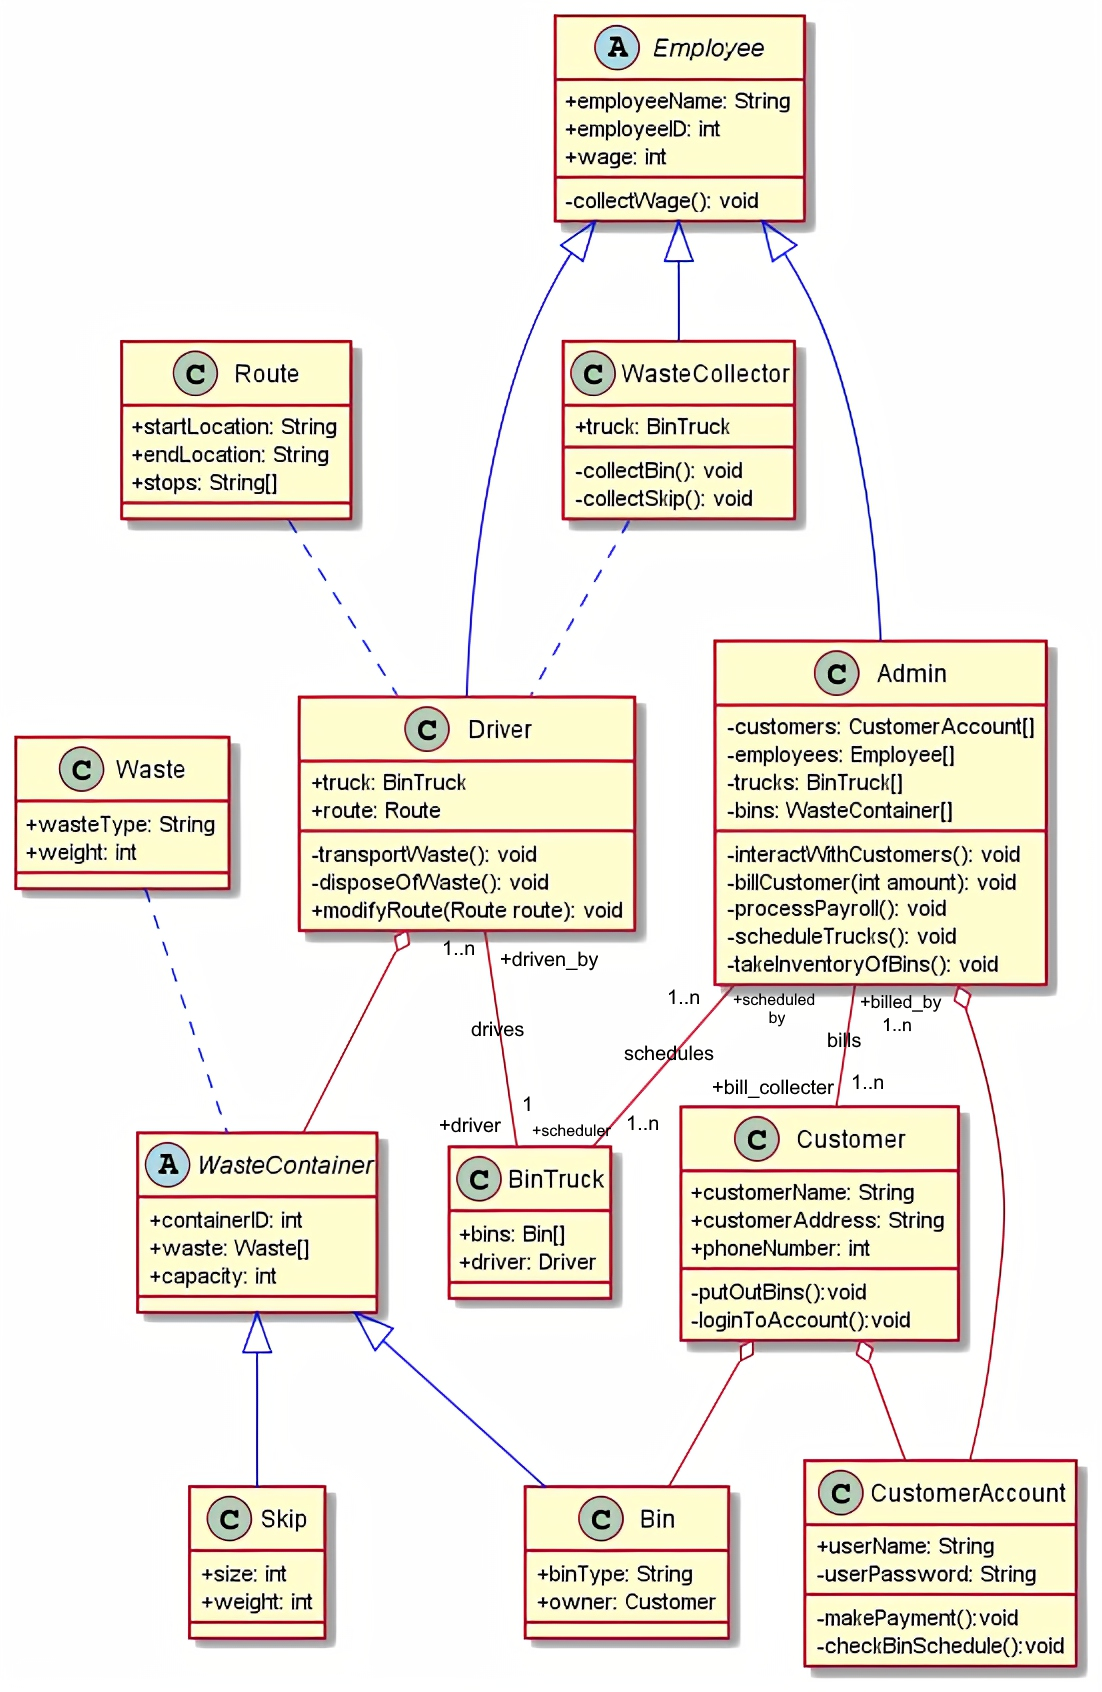 A Employee
+employeeName: String
+employeeID: int
+wage: int
-collectWage(): void
C Route
+startLocation: String
+endLocation: String
+stops: String[]
C WasteCollector
+truck: BinTruck
-collectBin(): void
-collectSkip(): void
C Driver
+truck: BinTruck
+route: Route
-transportWaste(): void
-disposeOfWaste(): void
+modifyRoute(Route route): void
C Admin
-customers: CustomerAccount[]
-employees: Employee[]
-trucks: BinTruck[]
-bins: WasteContainer[]
-interactWithCustomers(): void
-billCustomer(int amount): void
-processPayroll(): void
-scheduleTrucks(): void
-takeInventoryOfBins(): void
C Waste
+wasteType: String
+weight: int
1..n
+driven_by
drives
1
+driver
1..n
+scheduled
by
schedules
+scheduler
1..n
+billed_by
1..n
bills
+bill_collecter
1..n
A WasteContainer
+containerID: int
+waste: Waste[]
+capacity: int
C BinTruck
+bins: Bin[]
+driver: Driver
C Customer
+customerName: String
+customerAddress: String
+phoneNumber: int
-putOutBins():void
-loginToAccount():void
C Skip
+size: int
+weight: int
C Bin
+binType: String
+owner: Customer
C CustomerAccount
+userName: String
-userPassword: String
-makePayment():void
-checkBinSchedule():void